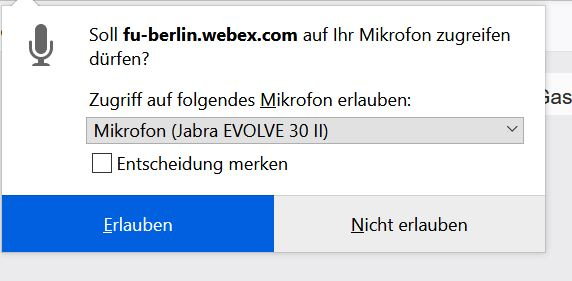 Soll fu-berlin.webex.com auf Ihr Mikrofon zugreifen
dürfen?
Zugriff auf folgendes Mikrofon erlauben:
Gas
Mikrofon (Jabra EVOLVE 30 II)
Entscheidung merken
Erlauben
Nicht erlauben